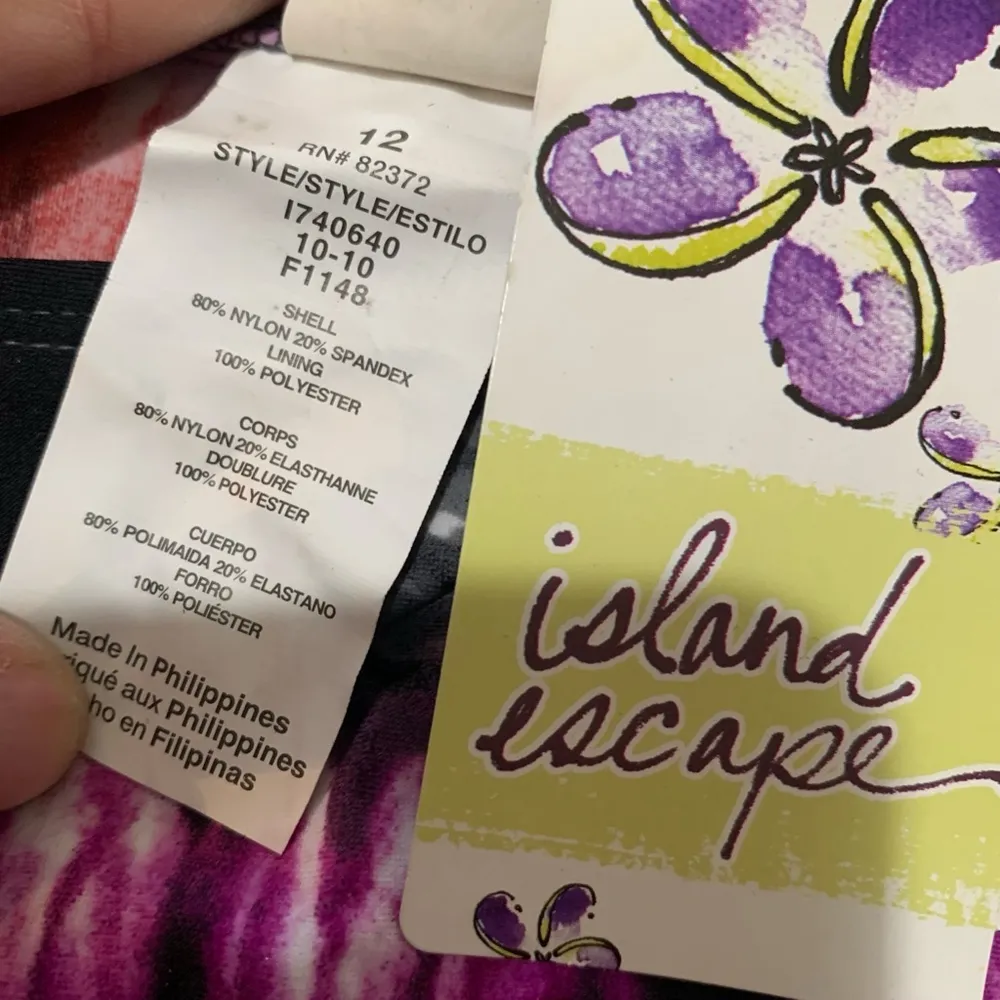 12
RN# 82372
STYLE/STYLE/ESTILO
I740640
10-10
F1148
SHELL
80% NYLON 20% SPANDEX
LINING
100% POLYESTER
CORPS
80% NYLON 20% ELASTHANNE
DOUBLURE
100% POLYESTER
CUERPO
80% POLIMAIDA 20% ELASTANO
FORRO
100% POLIÉSTER
Made In Philippines
aux Philippines
en Filipinas
island
escape